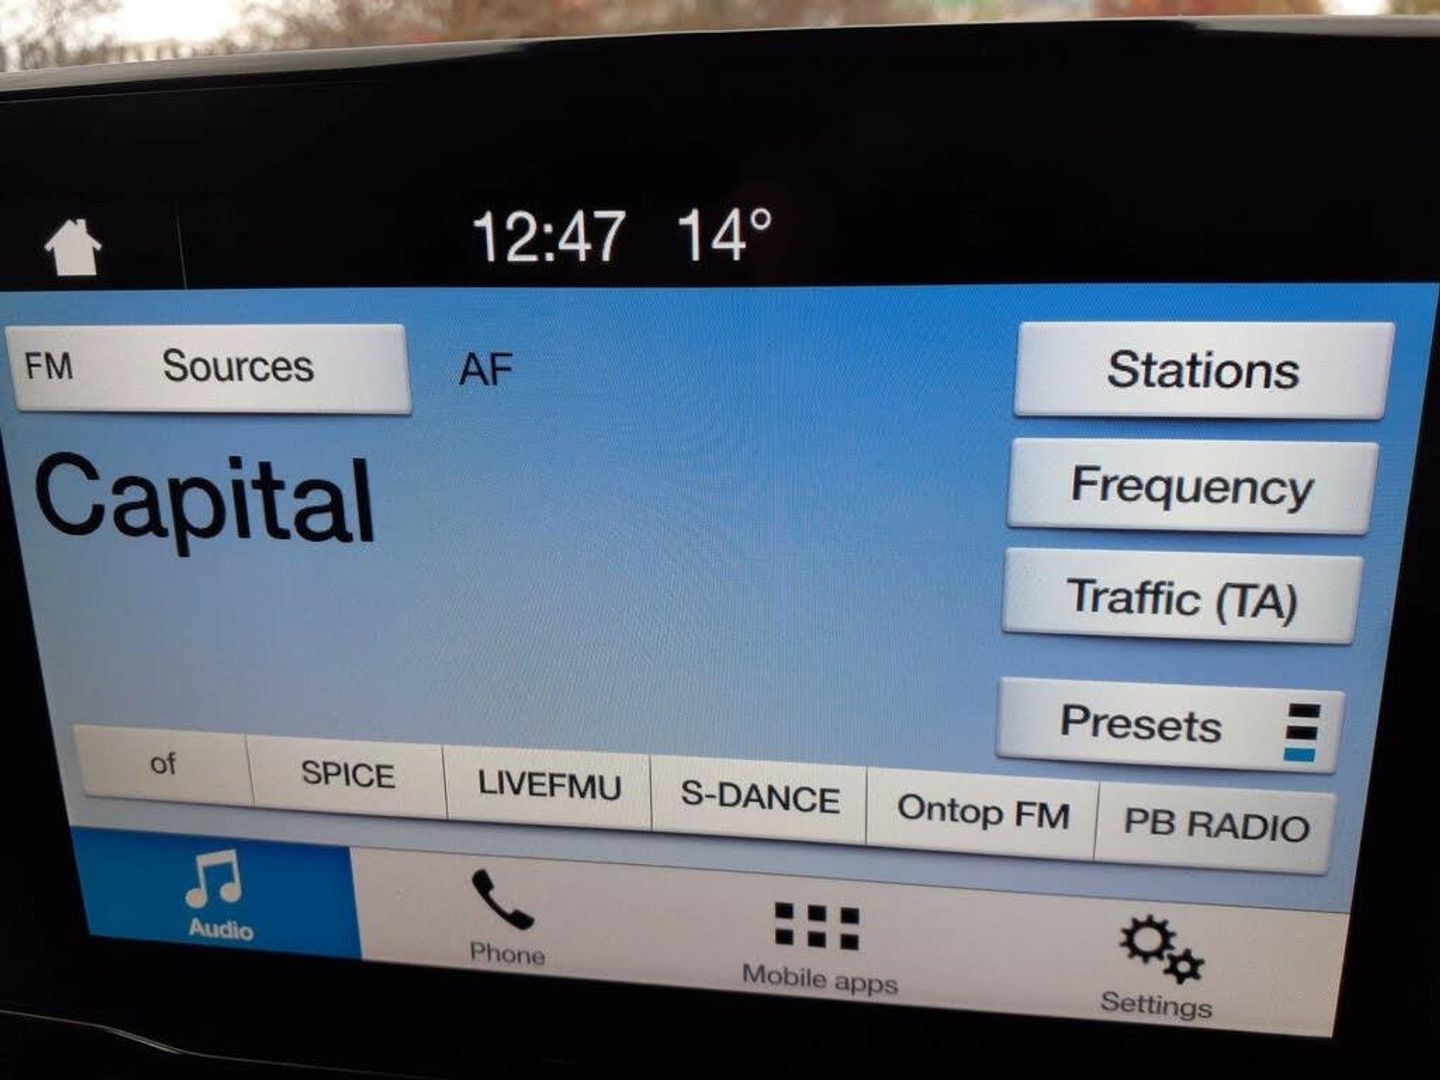 12:47 14°
FM Sources AF Stations
Capital
Frequency
Traffic (TA)
Presets
of SPICE LIVEFMU S-DANCE Ontop FM PB RADIO
Audio Phone Mobile apps Settings